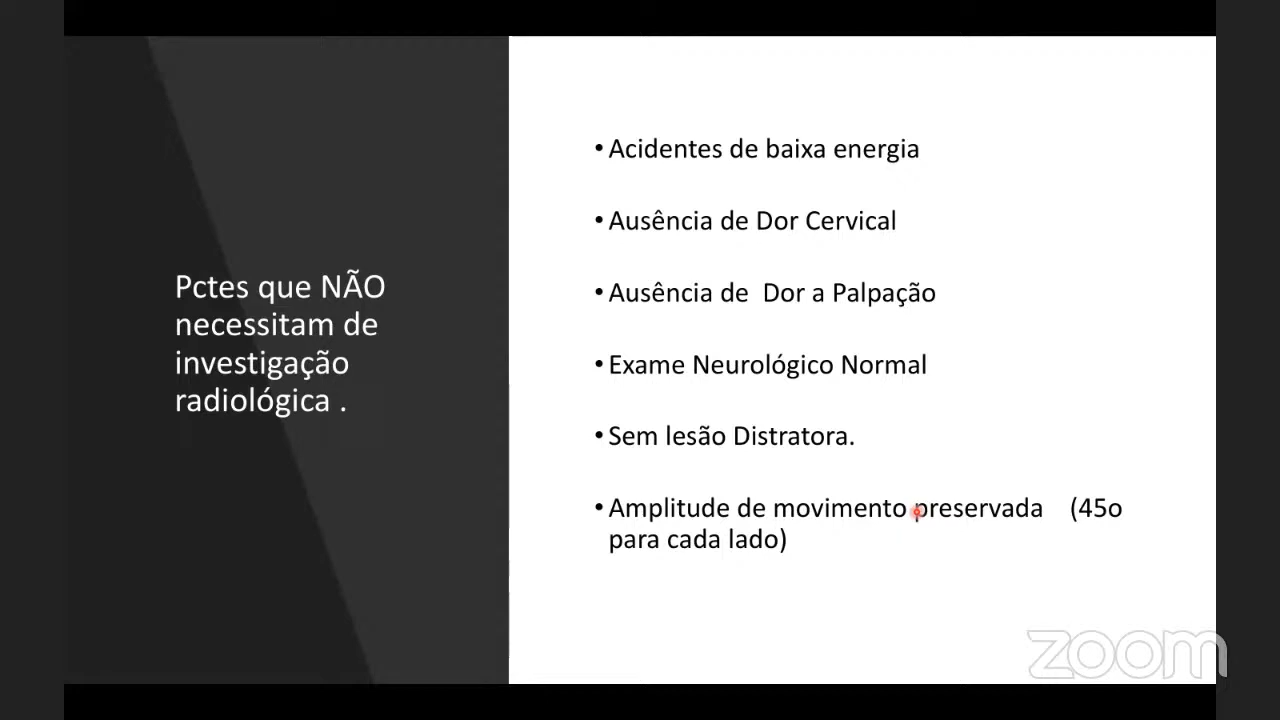 Pctes que NÃO
necessitam de
investigação
radiológica .
• Acidentes de baixa energia
• Ausência de Dor Cervical
• Ausência de  Dor a Palpação
• Exame Neurológico Normal
• Sem lesão Distratora.
• Amplitude de movimento preservada    (45o
para cada lado)
zoom